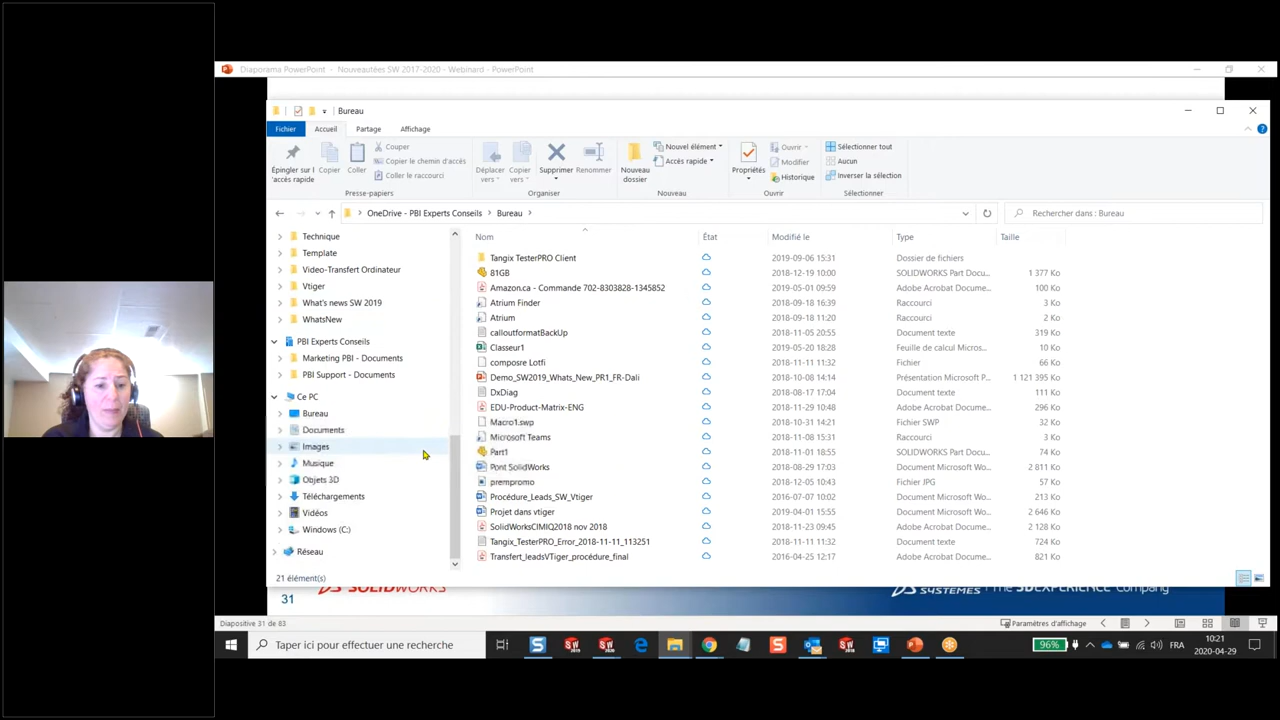 Diaporama PowerPoint - Nouveautées SW 2017-2020 - Webinard - PowerPoint
Bureau
Fichier Accueil Partage Affichage
Épingler sur l'accès rapide
Copier
Coller
Couper
Copier le chemin d'accès
Coller le raccourci
Presse-papiers
Déplacer vers
Copier vers
Supprimer
Renommer
Organiser
Nouveau dossier
Nouvel élément
Accès rapide
Nouveau
Propriétés
Ouvrir
Modifier
Historique
Ouvrir
Sélectionner tout
Aucun
Inverser la sélection
Sélectionner
OneDrive - PBI Experts Conseils Bureau
Rechercher dans : Bureau
Technique
Template
Video-Transfert Ordinateur
Vtiger
What's news SW 2019
WhatsNew
PBI Experts Conseils
Marketing PBI - Documents
PBI Support - Documents
Ce PC
Bureau
Documents
Images
Musique
Objets 3D
Téléchargements
Vidéos
Windows (C:)
Réseau
Nom État Modifié le Type Taille
Tangix TesterPRO Client 2019-09-06 15:31 Dossier de fichiers
81GB 2018-12-19 10:00 SOLIDWORKS Part Docu... 1 377 Ko
Amazon.ca - Commande 702-8303828-1345852 2019-05-01 09:59 Adobe Acrobat Docume... 100 Ko
Atrium Finder 2018-09-18 16:39 Raccourci 3 Ko
Atrium 2018-09-18 11:20 Raccourci 2 Ko
calloutformatBackUp 2018-11-05 20:55 Document texte 319 Ko
Classeur1 2019-05-20 18:28 Feuille de calcul Micros... 10 Ko
composre Lotfi 2018-11-11 11:32 Fichier 66 Ko
Demo_SW2019_Whats_New_PR1_FR-Dali 2018-10-08 14:14 Présentation Microsoft P... 1 121 395 Ko
DxDiag 2018-08-17 17:04 Document texte 111 Ko
EDU-Product-Matrix-ENG 2018-11-29 10:48 Adobe Acrobat Docume... 296 Ko
Macro1.swp 2018-10-31 14:21 Fichier SWP 32 Ko
Microsoft Teams 2018-11-08 15:31 Raccourci 3 Ko
Part1 2018-11-01 18:55 SOLIDWORKS Part Docu... 74 Ko
Pont SolidWorks 2018-08-29 17:03 Document Microsoft Wo... 2 811 Ko
prempromo 2018-12-05 10:43 Fichier JPG 57 Ko
Procédure_Leads_SW_Vtiger 2016-07-07 10:02 Document Microsoft Wo... 213 Ko
Projet dans vtiger 2019-04-01 15:55 Document Microsoft Wo... 2 646 Ko
SolidWorksCIMIQ2018 nov 2018 2018-11-23 09:45 Adobe Acrobat Docume... 2 128 Ko
Tangix_TesterPRO_Error_2018-11-11_113251 2018-11-11 11:32 Document texte 724 Ko
Transfert_leadsVTiger_procédure_final 2016-04-25 12:17 Adobe Acrobat Docume... 821 Ko
21 élément(s)
31
SOLIDWORKS
SYSTEMES | The 3DEXPERIENCE Company
Diapositive 31 de 83
Paramètres d'affichage
Taper ici pour effectuer une recherche
96%
FRA
10:21
2020-04-29